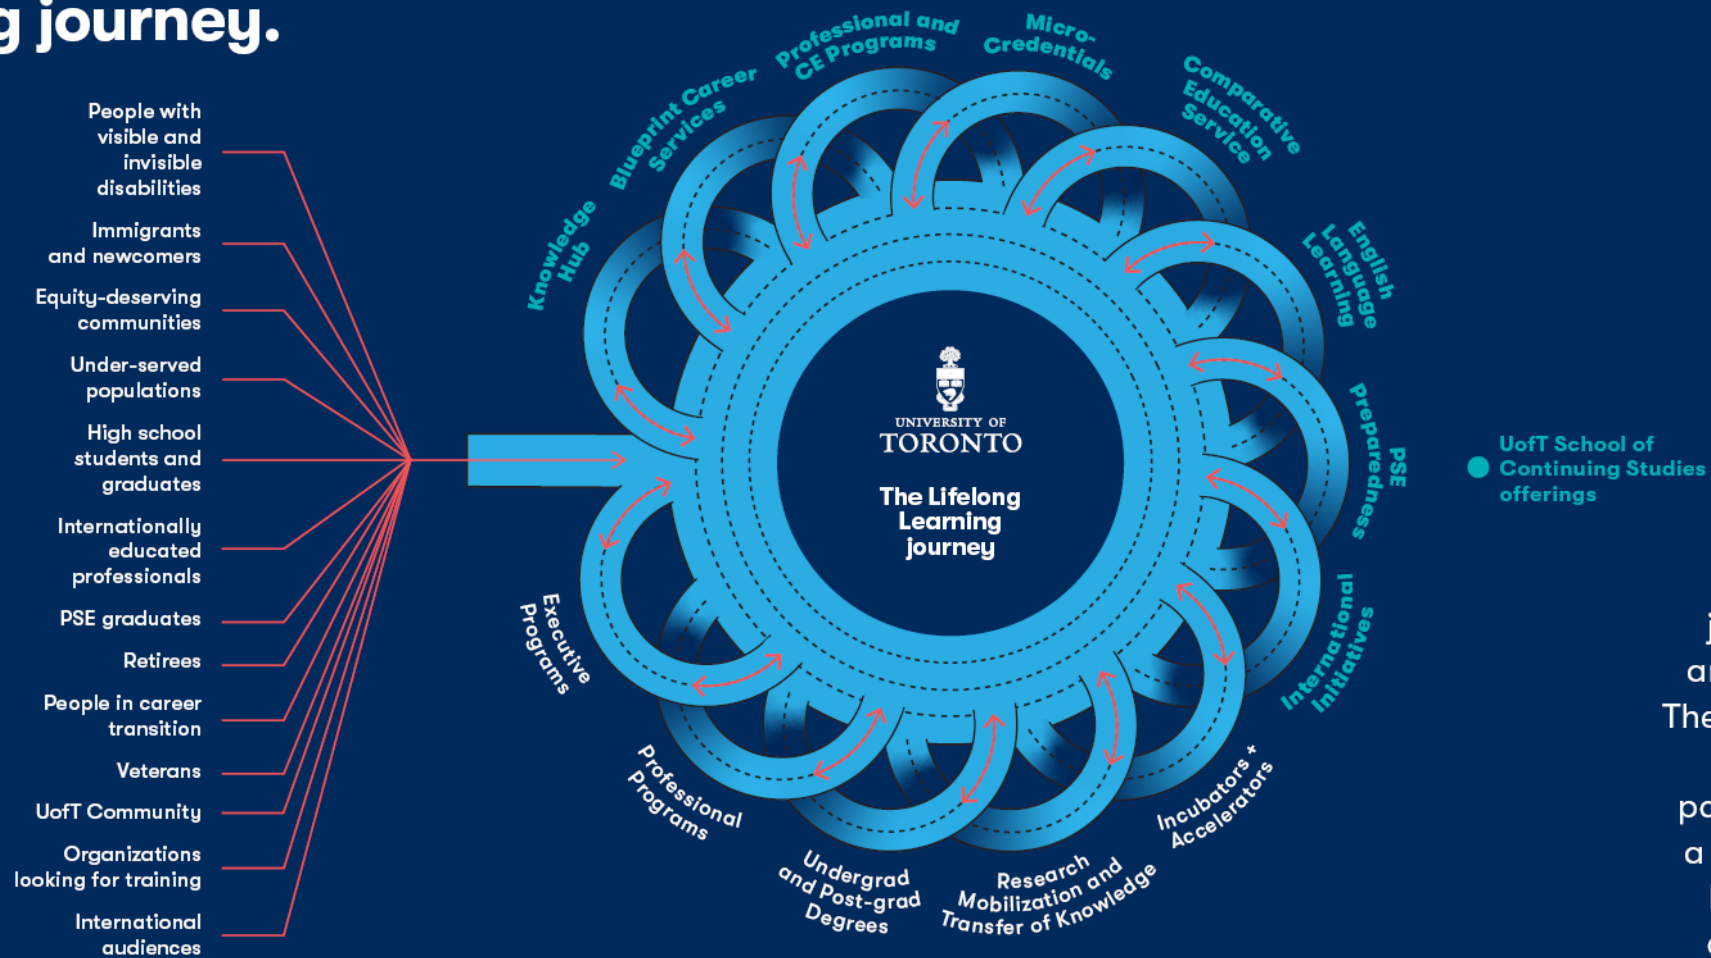 g journey.
People with
visible and
invisible
disabilities
Immigrants
and newcomers
Equity-deserving
communities
Under-served
populations
High school
students and
graduates
Internationally
educated
professionals
PSE graduates
Retirees
People in career
transition
Veterans
UofT Community
Organizations
looking for training
International
audiences
Knowledge
Hub
Blueprint Career
Services
Professional and
CE Programs
Micro-
Credentials
Comparative
Education
Service
English
Language
Learning
PSE
Preparedness
International
Initiatives
Incubators +
Accelerators
Research
Mobilization and
Transfer of Knowledge
Undergrad
and Post-grad
Degrees
Professional
Programs
Executive
Programs
UNIVERSITY OF
TORONTO
The Lifelong
Learning
journey
UofT School of
Continuing Studies
offerings
The
a